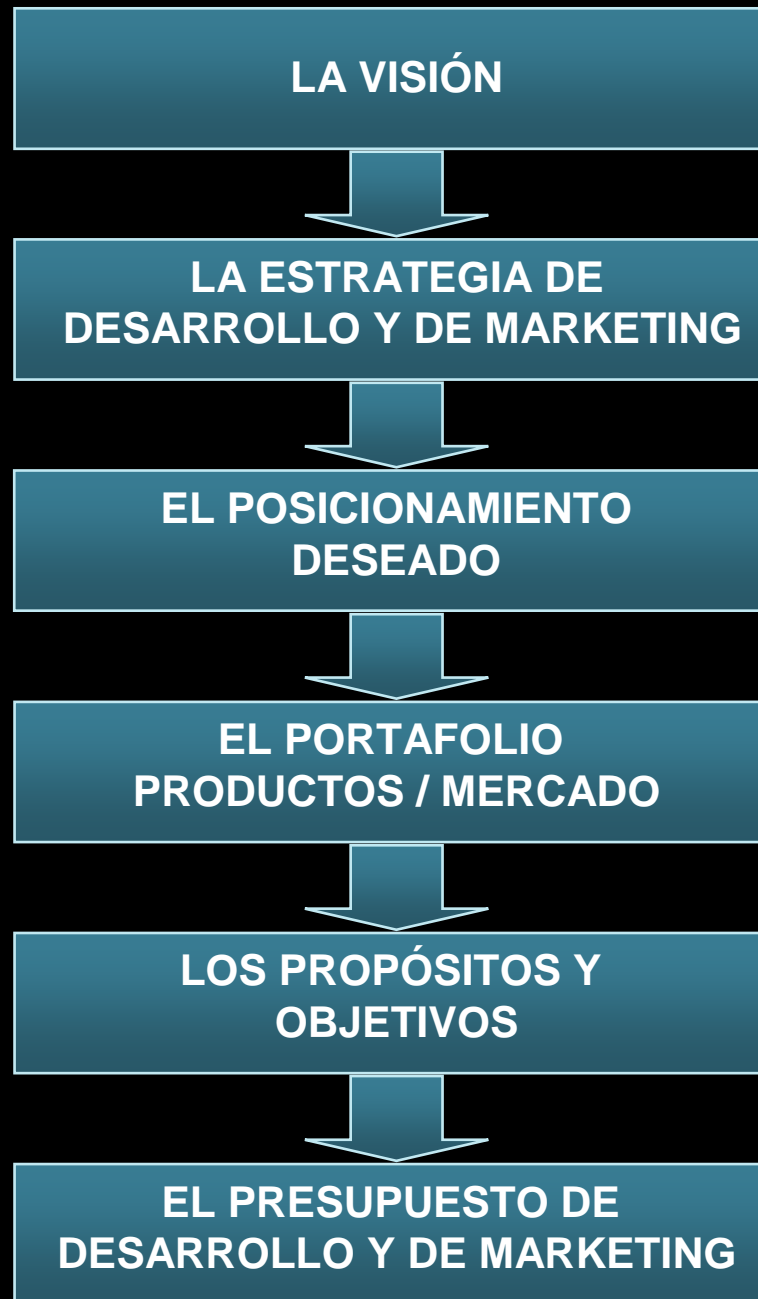 LA VISIÓN
LA ESTRATEGIA DE
DESARROLLO Y DE MARKETING
EL POSICIONAMIENTO
DESEADO
EL PORTAFOLIO
PRODUCTOS / MERCADO
LOS PROPÓSITOS Y
OBJETIVOS
EL PRESUPUESTO DE
DESARROLLO Y DE MARKETING